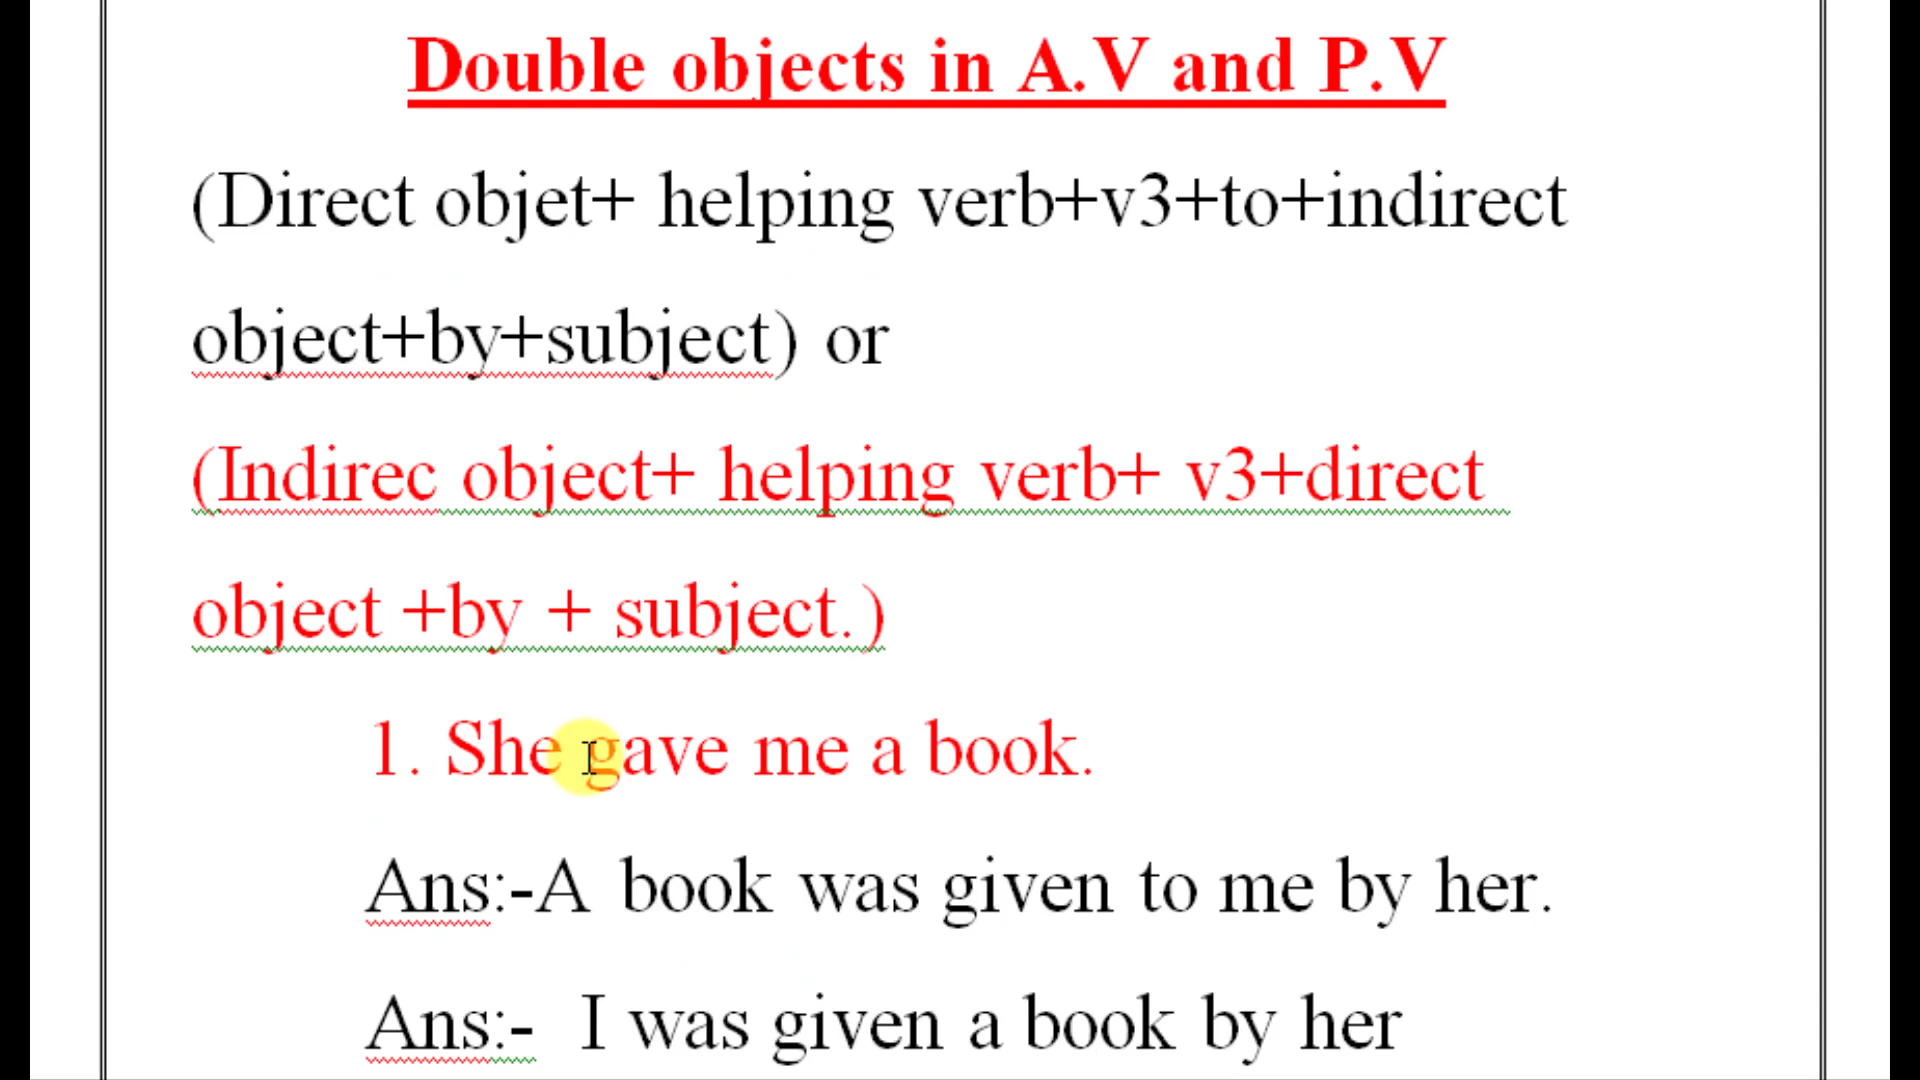 Double objects in A.V and P.V
(Direct objet+ helping verb+v3+to+indirect
object+by+subject) or
(Indirec object+ helping verb+ v3+direct
object +by + subject.)
1. She gave me a book.
Ans:-A book was given to me by her.
Ans:- I was given a book by her